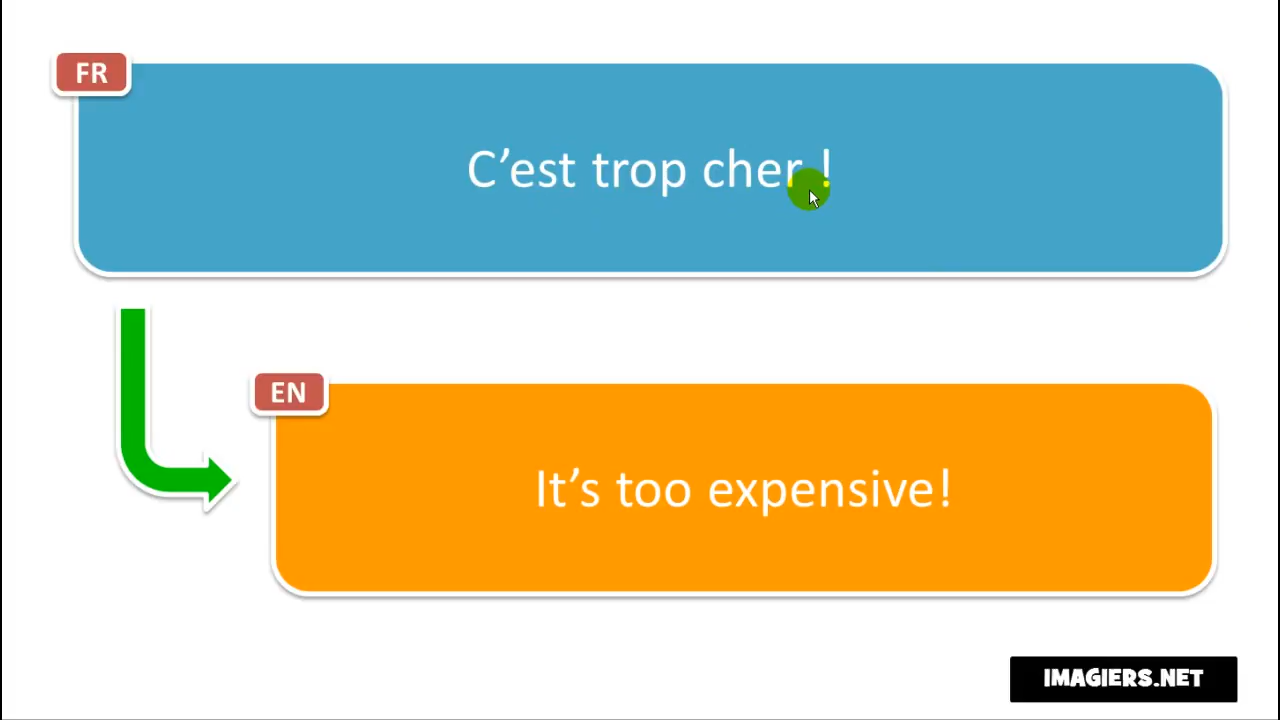 FR
C’est trop cher !
EN
It’s too expensive!
IMAGIERS.NET